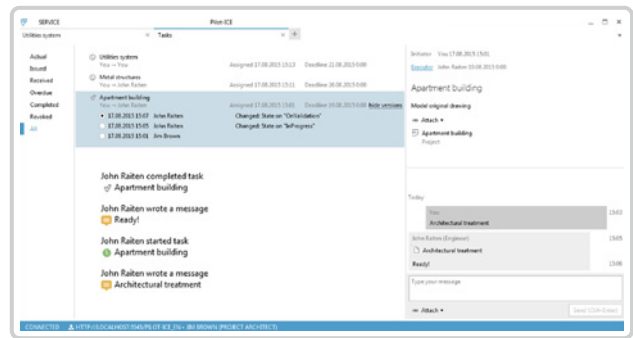 SERVICE
Pilot-ICE
Utilities system
Tasks
Actual
Issued
Received
Overdue
Completed
Revoked
All
Utilities system
You → You
Assigned 17.08.2015 15:13
Deadline 21.08.2015 0:00
Metal structures
You → John Raiten
Assigned 17.08.2015 15:11
Deadline 26.08.2015 0:00
Apartment building
You → John Raiten
Assigned 17.08.2015 15:01
Deadline 19.08.2015 0:00 hide versions
17.08.2015 15:07 John Raiten
Changed: State on "OnValidation"
17.08.2015 15:05 John Raiten
Changed: State on "InProgress"
17.08.2015 15:01 Jim Brown
John Raiten completed task
Apartment building
John Raiten wrote a message
Ready!
John Raiten started task
Apartment building
John Raiten wrote a message
Architectural treatment
Initiator You 17.08.2015 15:01
Executor John Raiten 19.08.2015 0:00
Apartment building
Model original drawing
Attach
Apartment building
Project
Today
You
15:03
Architectural treatment
John Raiten (Engineer)
15:05
Architectural treatment
Ready!
15:06
Type your message
Attach
Send (Ctrl+Enter)
CONNECTED
HTTP://LOCALHOST:5545/PILOT-ICE_EN • JIM BROWN (PROJECT ARCHITECT)